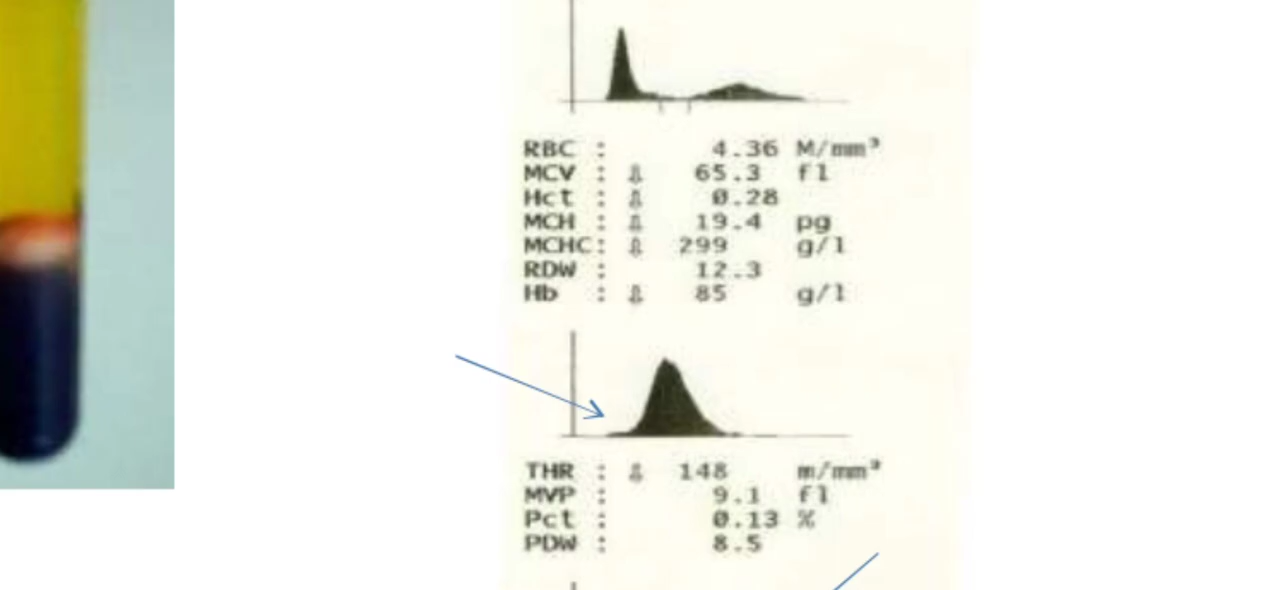 RBC : 4.36 M/mm³
MCV : ⇩ 65.3 fl
Hct : ⇩ 0.28
MCH : ⇩ 19.4 pg
MCHC: ⇩ 299 g/l
RDW : 12.3
Hb : ⇩ 85 g/l
THR : ⇩ 148 m/mm³
MVP : 9.1 fl
Pct : 0.13 %
PDW : 8.5